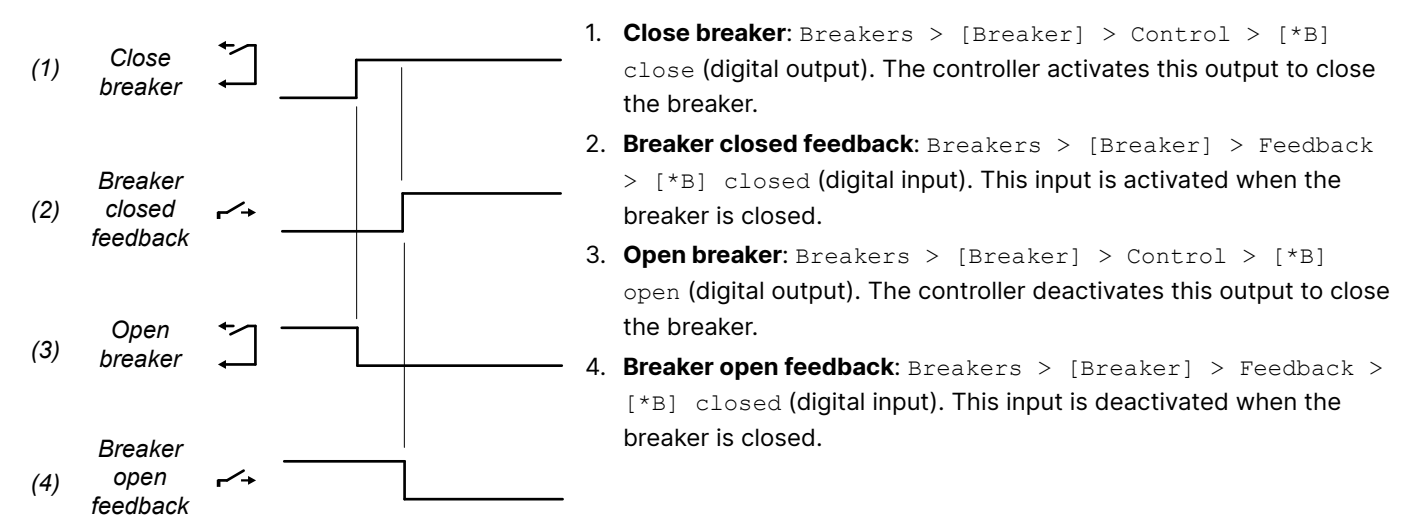 (1)
Close
breaker
(2)
Breaker
closed
feedback
(3)
Open
breaker
(4)
Breaker
open
feedback
1. Close breaker: Breakers > [Breaker] > Control > [*B]
close (digital output). The controller activates this output to close
the breaker.
2. Breaker closed feedback: Breakers > [Breaker] > Feedback
> [*B] closed (digital input). This input is activated when the
breaker is closed.
3. Open breaker: Breakers > [Breaker] > Control > [*B]
open (digital output). The controller deactivates this output to close
the breaker.
4. Breaker open feedback: Breakers > [Breaker] > Feedback >
[*B] closed (digital input). This input is deactivated when the
breaker is closed.